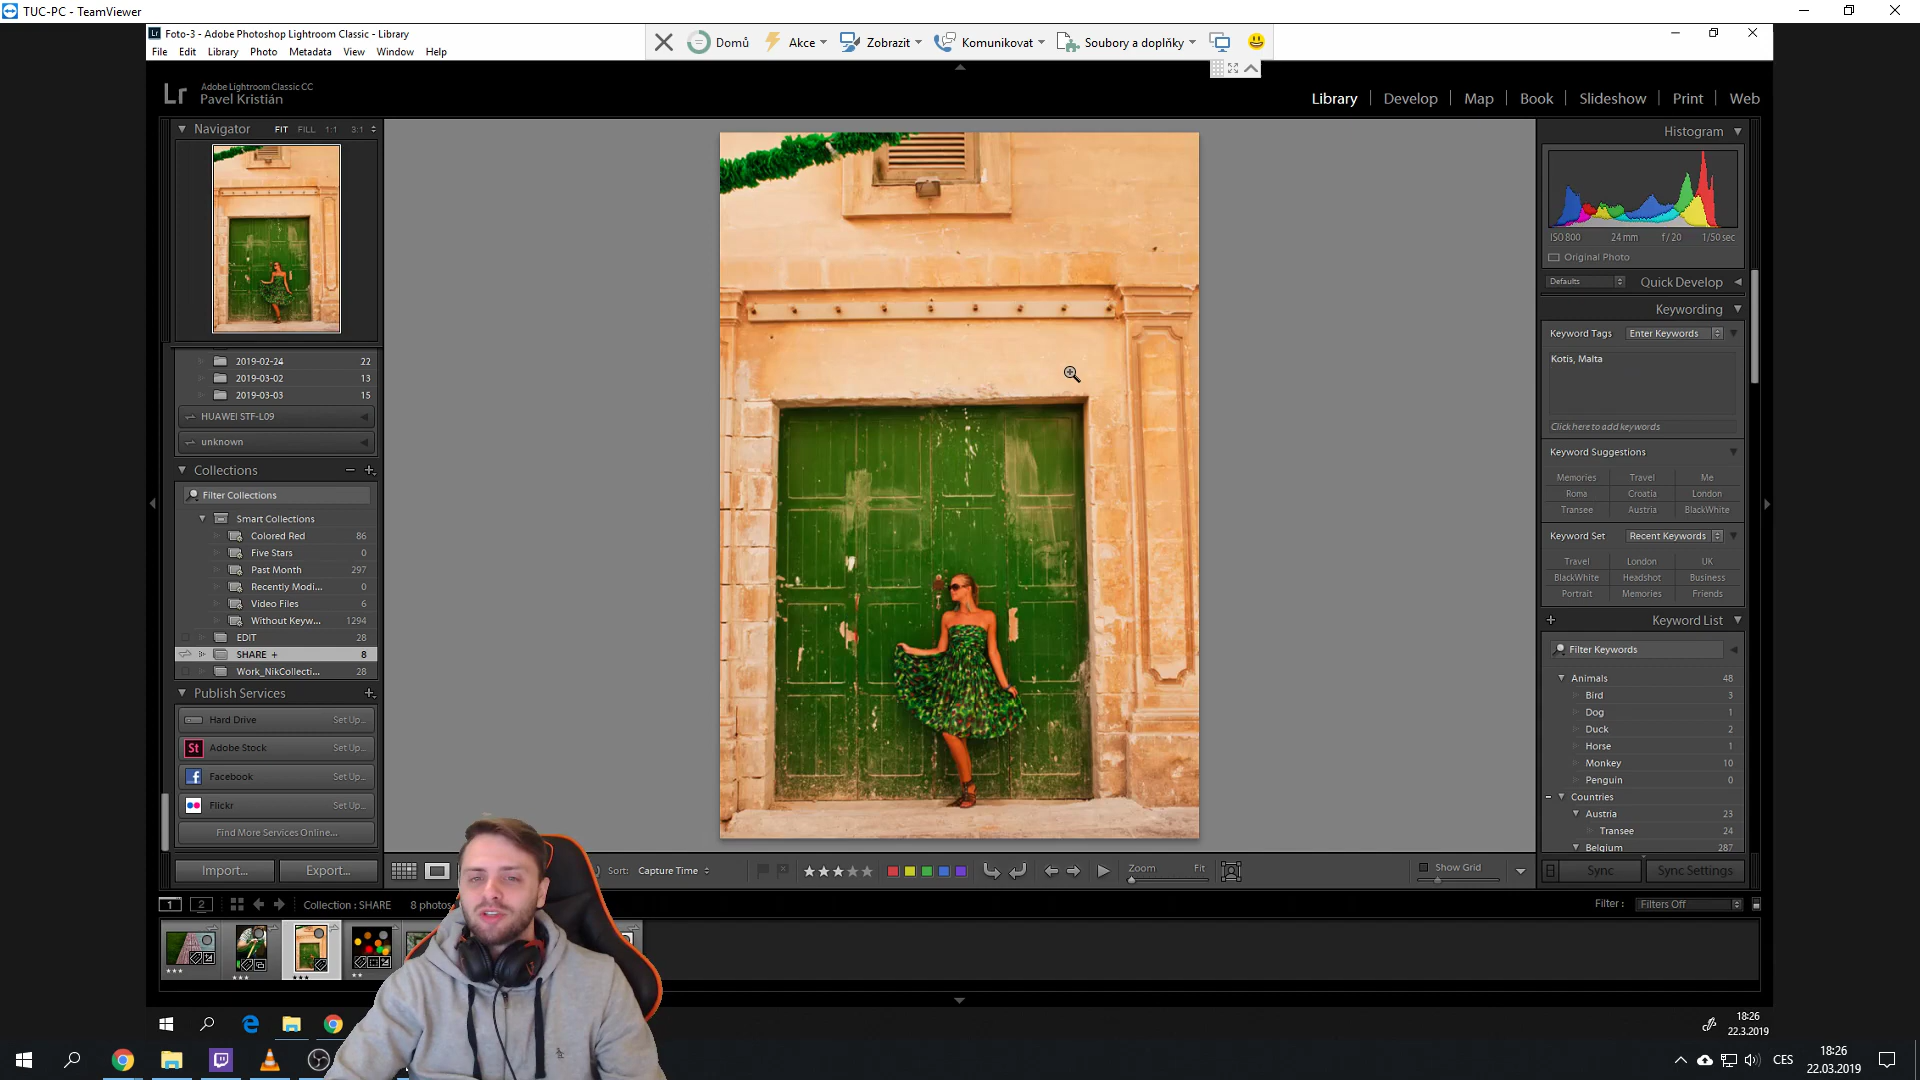 TUC-PC - TeamViewer
Foto-3 - Adobe Photoshop Lightroom Classic - Library
File Edit Library Photo Metadata View Window Help
Domů Akce Zobrazit Komunikovat Soubory a doplňky
Lr
Adobe Lightroom Classic CC
Pavel Kristián
Library Develop Map Book Slideshow Print Web
Navigator FIT FILL 1:1 3:1
2019-02-24 22
2019-03-02 13
2019-03-03 15
HUAWEI STF-L09
unknown
Collections
Filter Collections
Smart Collections
Colored Red 86
Five Stars 0
Past Month 297
Recently Modi... 0
Video Files 6
Without Keyw... 1294
EDIT 28
SHARE + 8
Work_NikCollecti... 28
Publish Services
Hard Drive Set Up...
St Adobe Stock Set Up...
Facebook Set Up...
Flickr Set Up...
Find More Services Online...
Import... Export...
Sort: Capture Time
Zoom Fit
Show Grid
Histogram
ISO 800 24 mm f / 20 1/50 sec
Original Photo
Defaults Quick Develop
Keywording
Keyword Tags Enter Keywords
Kotis, Malta
Click here to add keywords
Keyword Suggestions
Memories Travel Me
Roma Croatia London
Transee Austria BlackWhite
Keyword Set Recent Keywords
Travel London UK
BlackWhite Headshot Business
Portrait Memories Friends
Keyword List
Filter Keywords
Animals 48
Bird 3
Dog 1
Duck 2
Horse 1
Monkey 10
Penguin 0
Countries
Austria 23
Transee 24
Belgium 287
Sync Sync Settings
1 2 Collection : SHARE 8 photos
Filter : Filters Off
18:26
22.3.2019
CES
18:26
22.03.2019